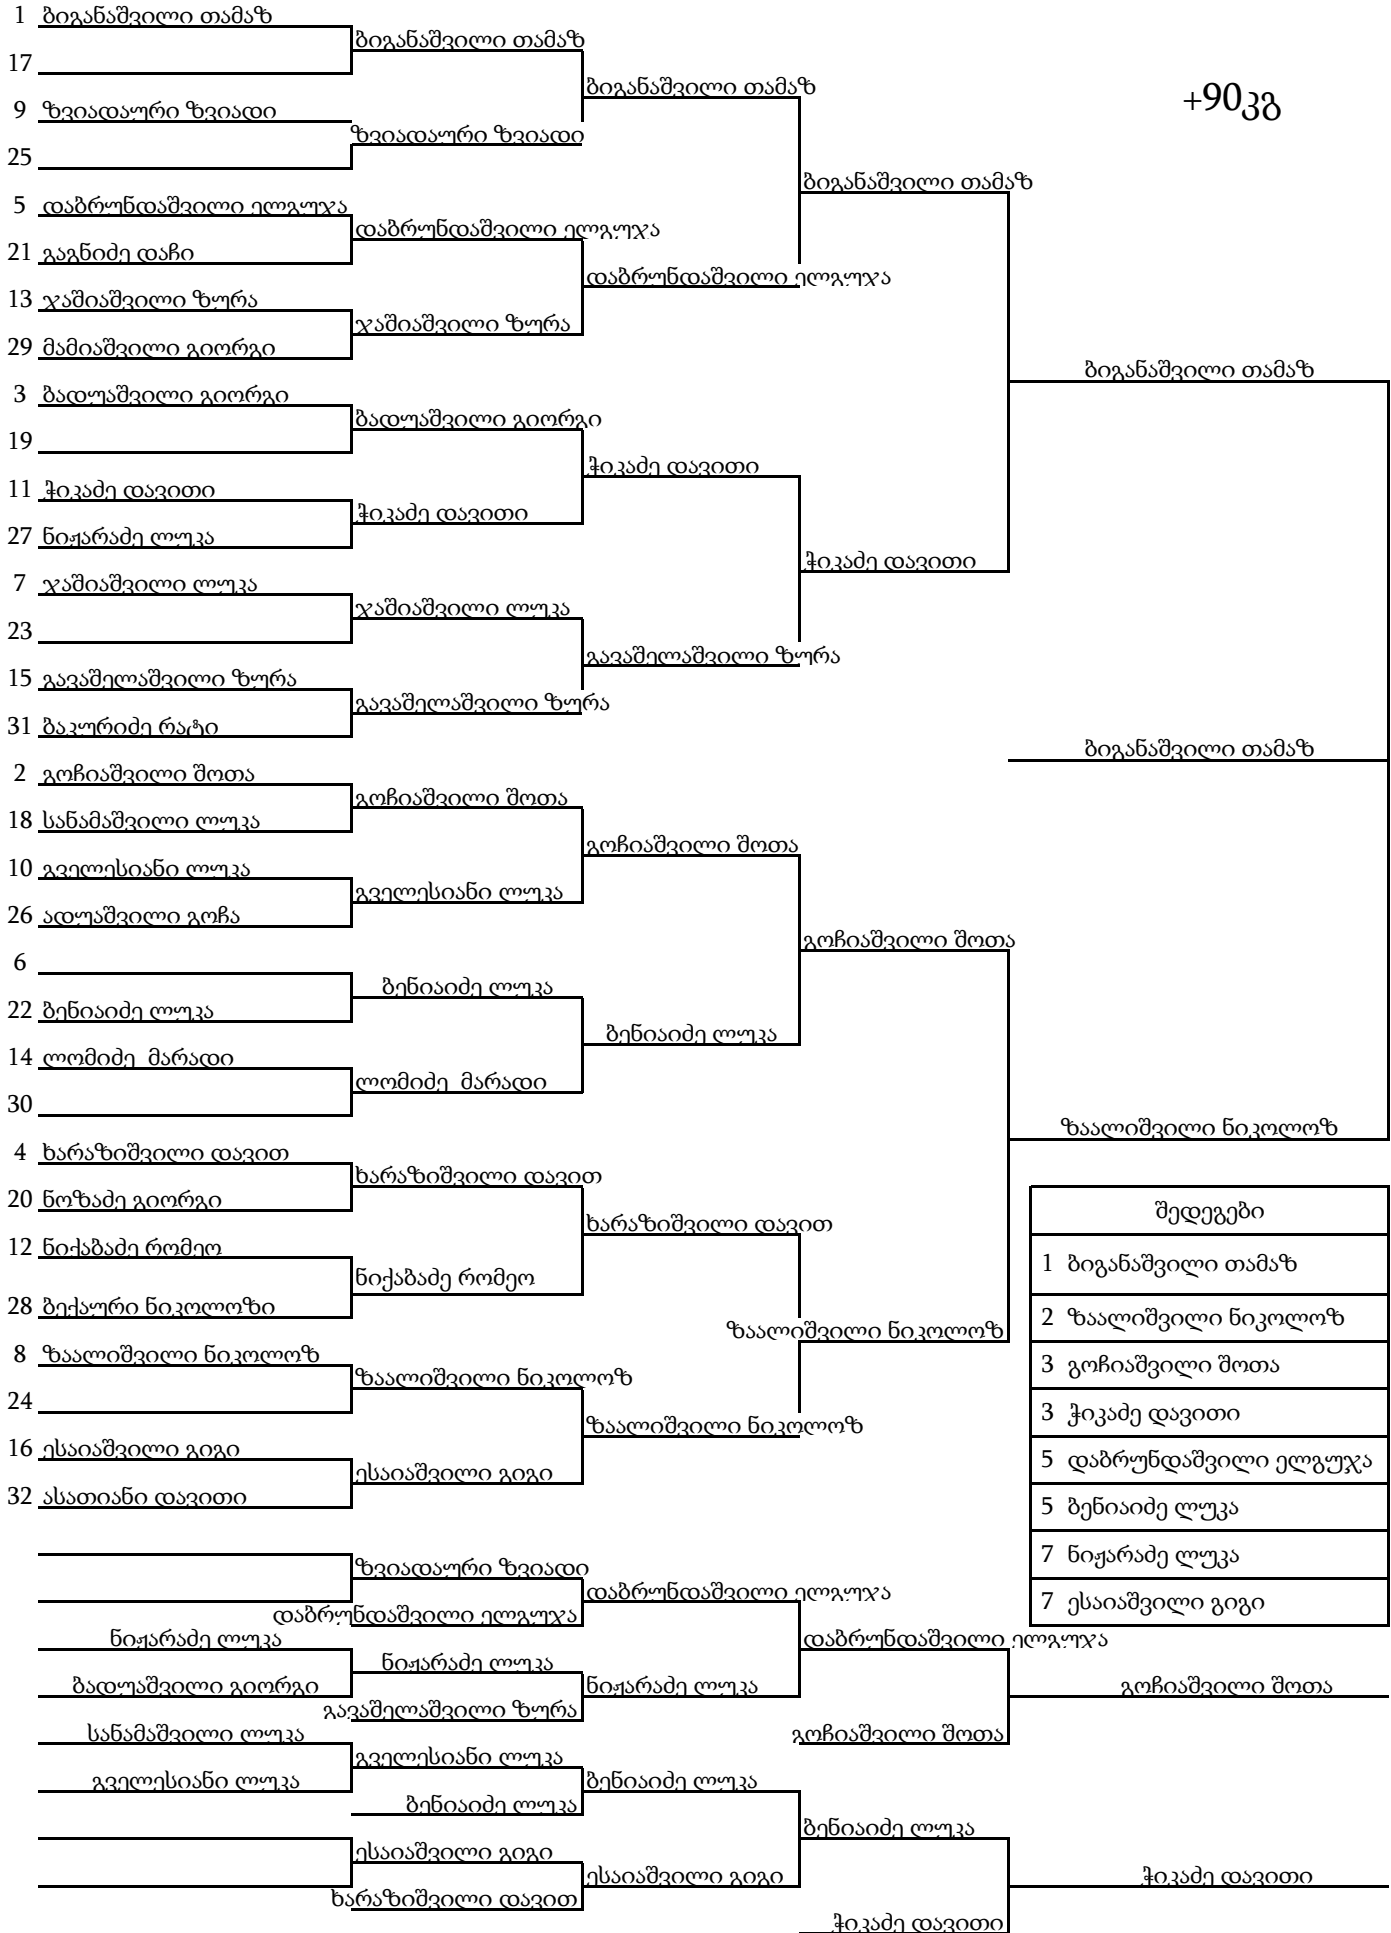 +90კგ
1 ბიგანაშვილი თამაზ
17
9 ზვიადაური ზვიადი
25
5 დაბრუნდაშვილი ელგუჯა
21 გაგნიძე დაჩი
13 ჯაშიაშვილი ზურა
29 მამიაშვილი გიორგი
3 ბადუაშვილი გიორგი
19
11 ჭიკაძე დავითი
27 ნიჟარაძე ლუკა
7 ჯაშიაშვილი ლუკა
23
15 გავაშელაშვილი ზურა
31 ბაკურიძე რატი
2 გოჩიაშვილი შოთა
18 სანამაშვილი ლუკა
10 გველესიანი ლუკა
26 ადუაშვილი გოჩა
6
22 ბენიაიძე ლუკა
14 ლომიძე მარადი
30
4 ხარაზიშვილი დავით
20 ნოზაძე გიორგი
12 ნიქაბაძე რომეო
28 ბექაური ნიკოლოზი
8 ზაალიშვილი ნიკოლოზ
24
16 ესაიაშვილი გიგი
32 ასათიანი დავითი
ბიგანაშვილი თამაზ
ზვიადაური ზვიადი
დაბრუნდაშვილი ელგუჯა
ჯაშიაშვილი ზურა
ბადუაშვილი გიორგი
ჭიკაძე დავითი
ჯაშიაშვილი ლუკა
გავაშელაშვილი ზურა
გოჩიაშვილი შოთა
გველესიანი ლუკა
ბენიაიძე ლუკა
ლომიძე მარადი
ხარაზიშვილი დავით
ნიქაბაძე რომეო
ზაალიშვილი ნიკოლოზ
ესაიაშვილი გიგი
ბიგანაშვილი თამაზ
დაბრუნდაშვილი ელგუჯა
ჭიკაძე დავითი
გავაშელაშვილი ზურა
გოჩიაშვილი შოთა
ბენიაიძე ლუკა
ხარაზიშვილი დავით
ზაალიშვილი ნიკოლოზ
ბიგანაშვილი თამაზ
ჭიკაძე დავითი
გოჩიაშვილი შოთა
ზაალიშვილი ნიკოლოზ
ბიგანაშვილი თამაზ
ბიგანაშვილი თამაზ
ზაალიშვილი ნიკოლოზ
შედეგები
1 ბიგანაშვილი თამაზ
2 ზაალიშვილი ნიკოლოზ
3 გოჩიაშვილი შოთა
3 ჭიკაძე დავითი
5 დაბრუნდაშვილი ელგუჯა
5 ბენიაიძე ლუკა
7 ნიჟარაძე ლუკა
7 ესაიაშვილი გიგი
ნიჟარაძე ლუკა
ბადუაშვილი გიორგი
სანამაშვილი ლუკა
გველესიანი ლუკა
ზვიადაური ზვიადი
დაბრუნდაშვილი ელგუჯა
ნიჟარაძე ლუკა
გავაშელაშვილი ზურა
გველესიანი ლუკა
ბენიაიძე ლუკა
ესაიაშვილი გიგი
ხარაზიშვილი დავით
დაბრუნდაშვილი ელგუჯა
ნიჟარაძე ლუკა
ბენიაიძე ლუკა
ესაიაშვილი გიგი
დაბრუნდაშვილი ელგუჯა
გოჩიაშვილი შოთა
ბენიაიძე ლუკა
ჭიკაძე დავითი
გოჩიაშვილი შოთა
ჭიკაძე დავითი